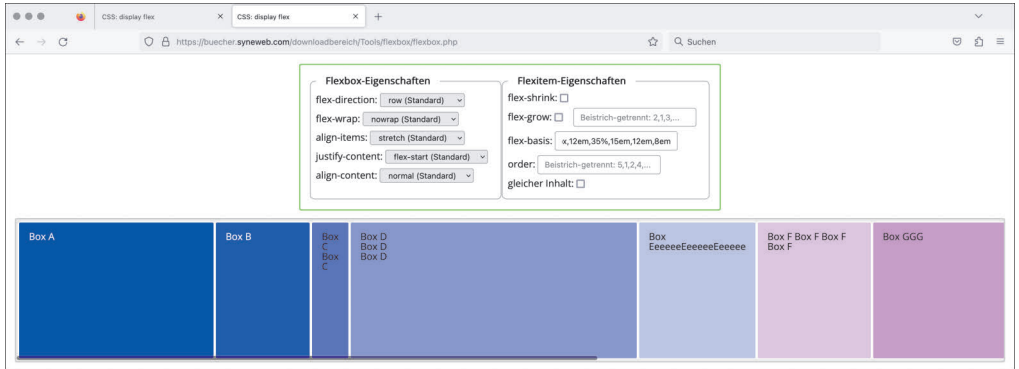 CSS: display flex
CSS: display flex
https://buecher.syneweb.com/downloadbereich/Tools/flexbox/flexbox.php
Suchen
Flexbox-Eigenschaften
flex-direction: row (Standard)
flex-wrap: nowrap (Standard)
align-items: stretch (Standard)
justify-content: flex-start (Standard)
align-content: normal (Standard)
Flexitem-Eigenschaften
flex-shrink:
flex-grow: Beistrich-getrennt: 2,1,3,...
flex-basis: x,12em,35%,15em,12em,8em
order: Beistrich-getrennt: 5,1,2,4,...
gleicher Inhalt:
Box A
Box B
Box
C
Box
C
Box D
Box D
Box D
Box
EeeeeeEeeeeeEeeeee
Box F Box F Box F
Box F
Box GGG